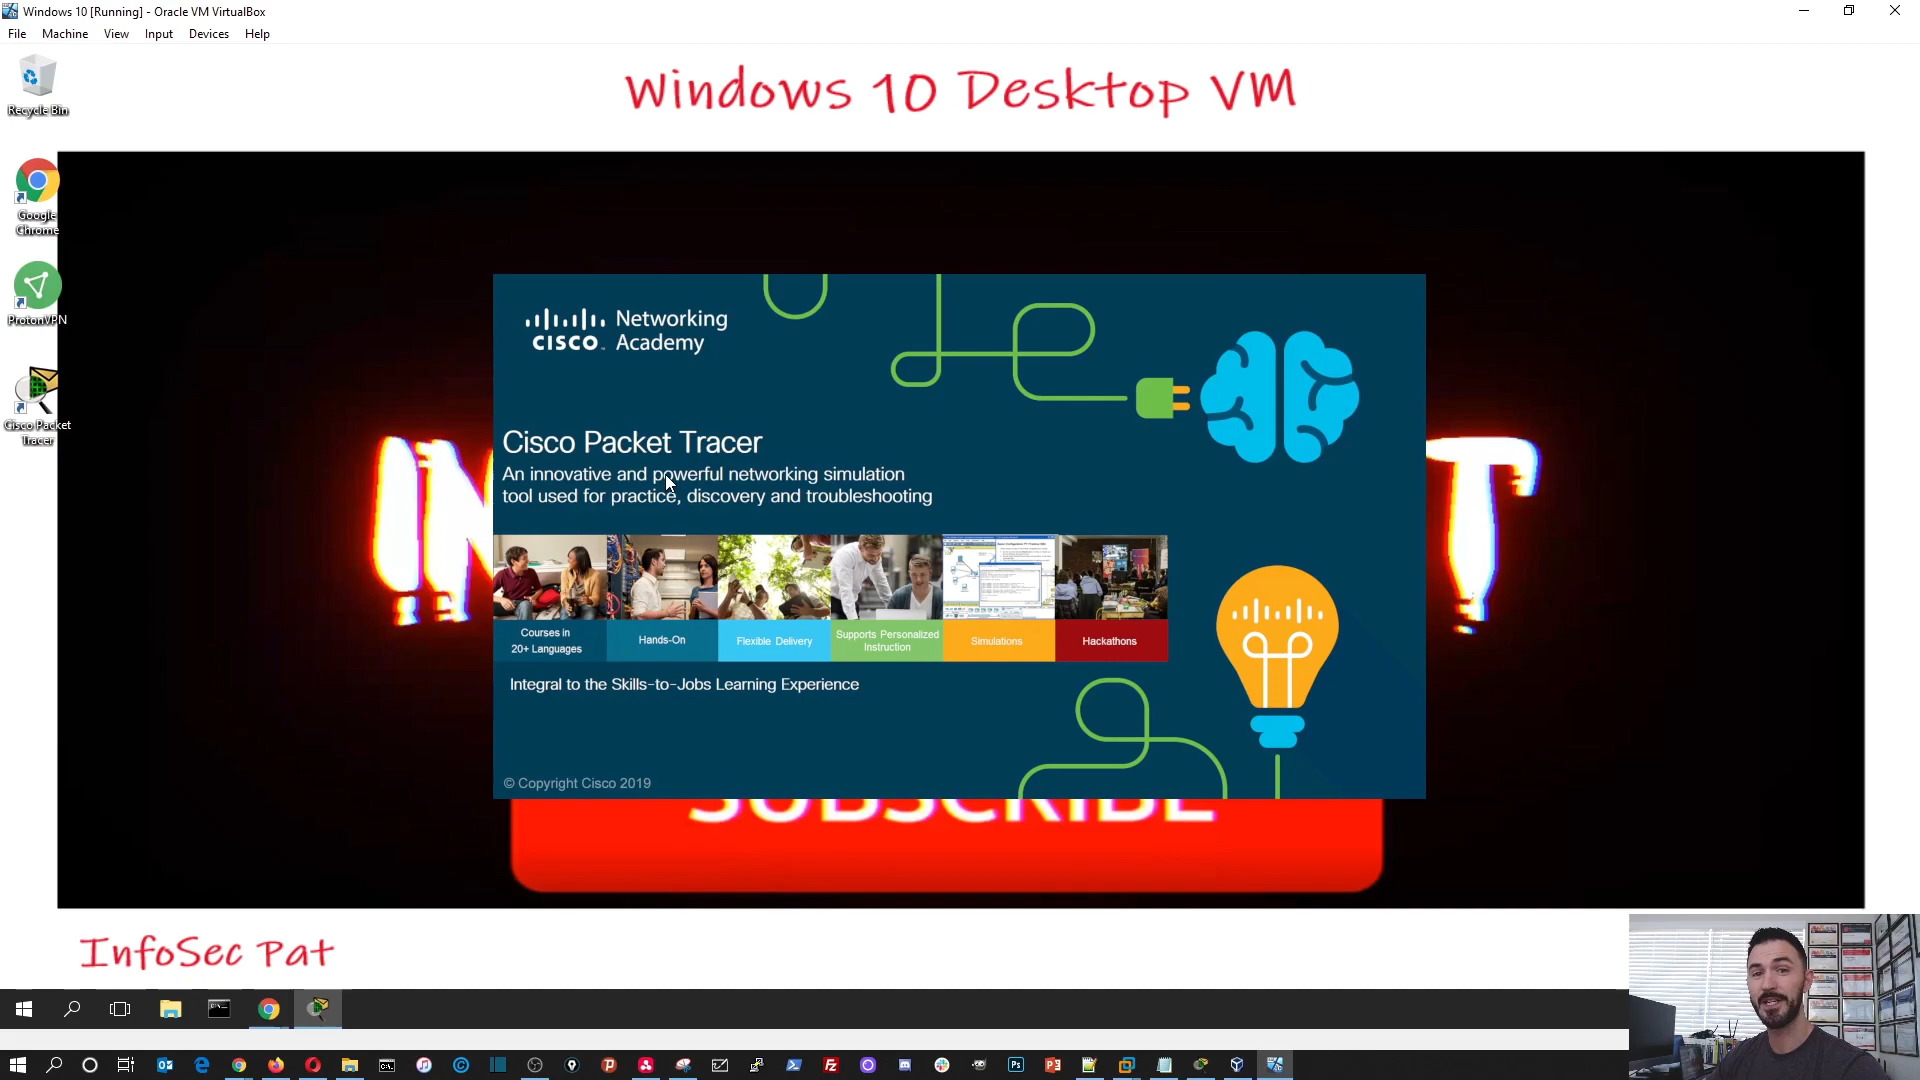 Windows 10 [Running] - Oracle VM VirtualBox
File Machine View Input Devices Help
Windows 10 Desktop VM
Recycle Bin
Google
Chrome
ProtonVPN
Cisco Packet
Tracer
IN
T
CISCO
Networking
Academy
Cisco Packet Tracer
An innovative and powerful networking simulation
tool used for practice, discovery and troubleshooting
Courses in
20+ Languages
Hands-On
Flexible Delivery
Supports Personalized
Instruction
Simulations
Hackathons
Integral to the Skills-to-Jobs Learning Experience
© Copyright Cisco 2019
SUBSCRIBE
InfoSec Pat